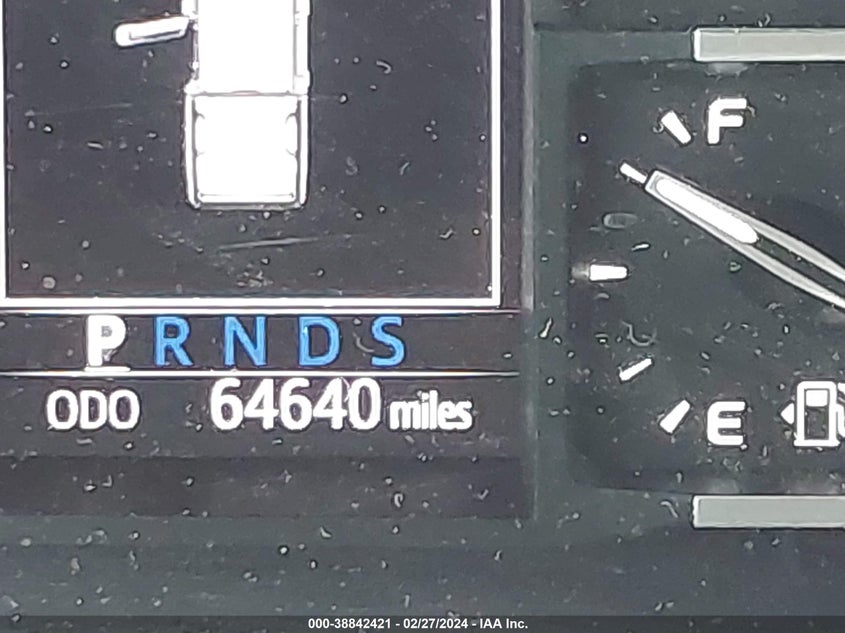 F
P R N D S
ODO 64640 miles
E
000-38842421 - 02/27/2024 - IAA Inc.